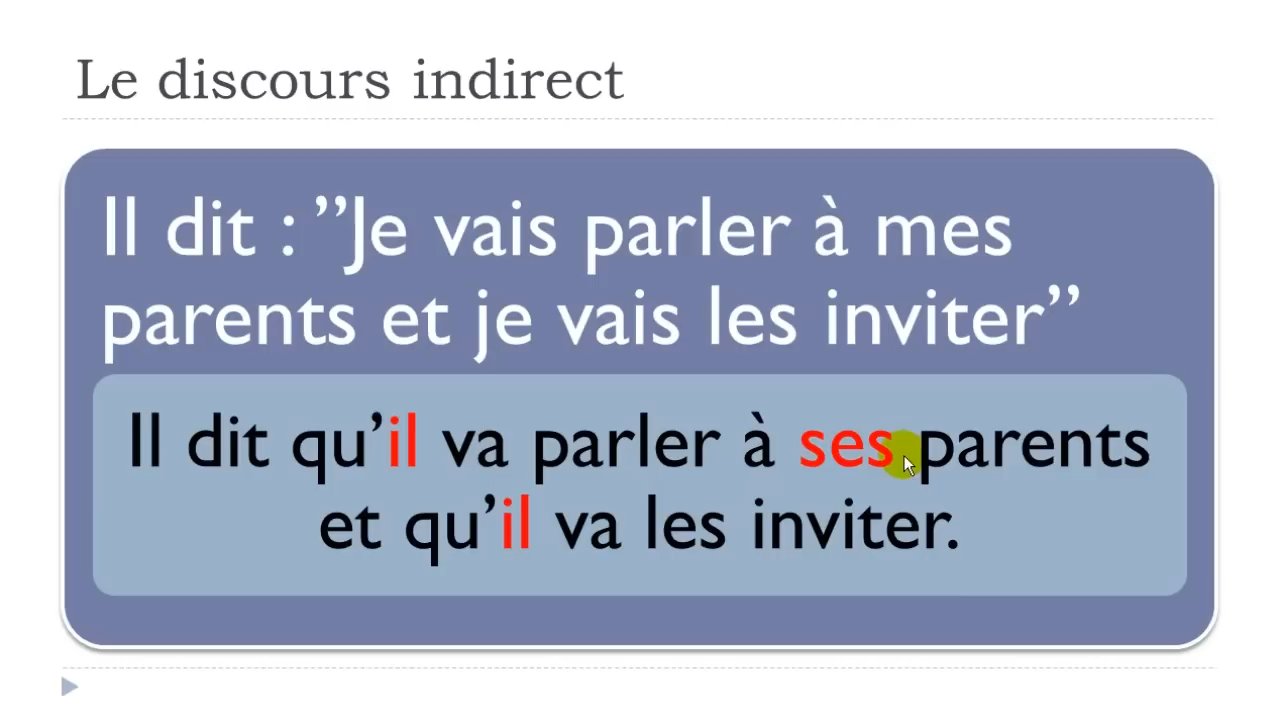 Le discours indirect
Il dit : ”Je vais parler à mes
parents et je vais les inviter”
Il dit qu’il va parler à ses parents
et qu’il va les inviter.